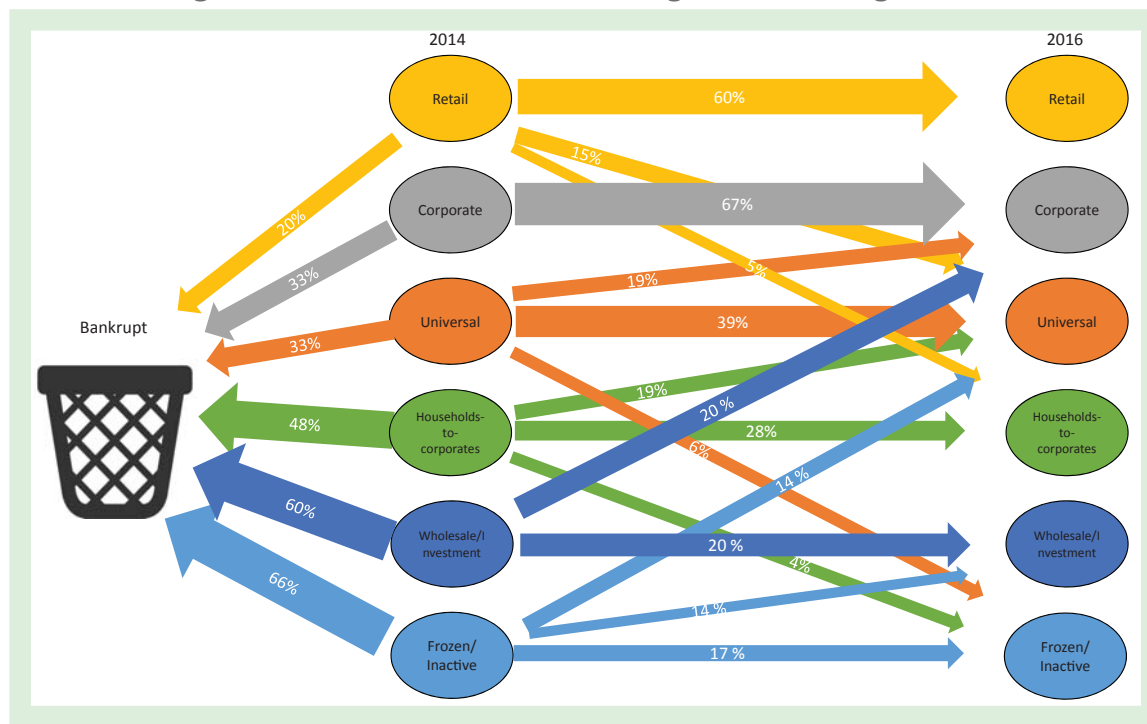 2014
2016
Retail
60%
Retail
15%
20%
Corporate
67%
Corporate
5%
33%
19%
Bankrupt
Universal
39%
Universal
33%
19%
20 %
48%
Households-
to-
corporates
28%
Households-
to-
corporates
6%
14 %
60%
Wholesale/I
nvestment
20 %
Wholesale/I
nvestment
4%
66%
14 %
Frozen/
Inactive
17 %
Frozen/
Inactive